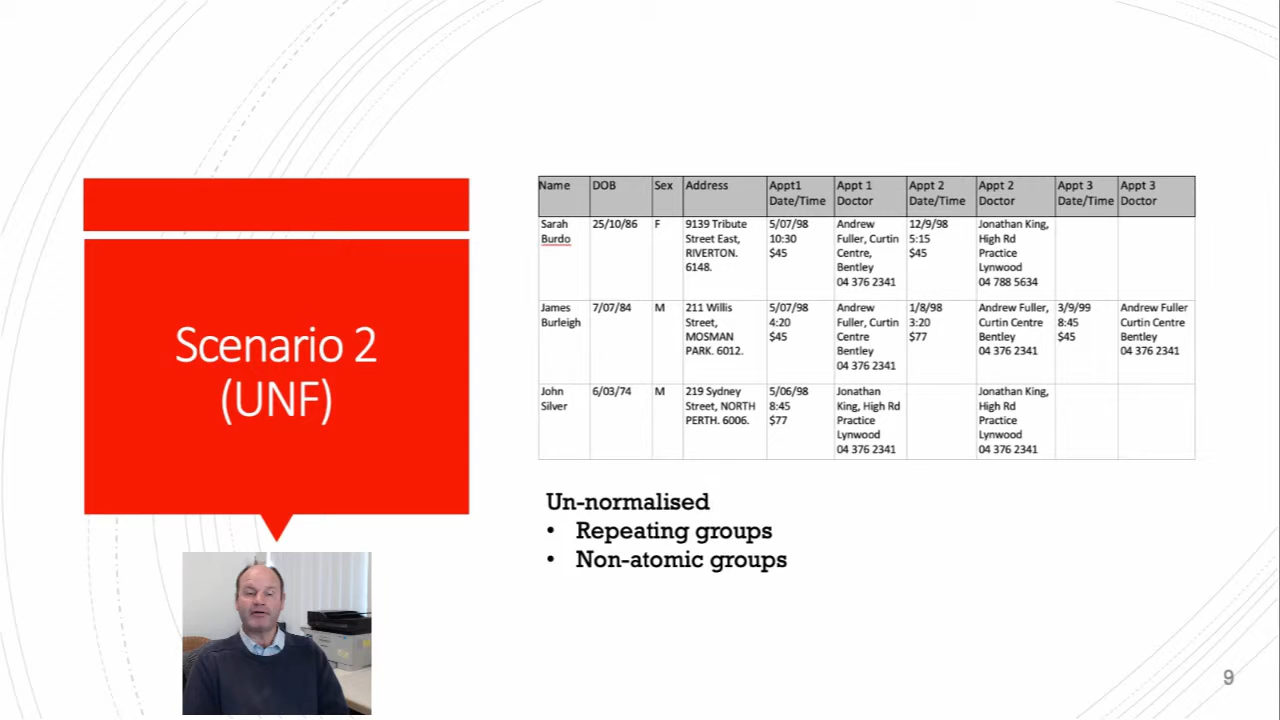 Scenario 2
(UNF)
Name DOB Sex Address Appt1 Date/Time Appt 1 Doctor Appt 2 Date/Time Appt 2 Doctor Appt 3 Date/Time Appt 3 Doctor
Sarah Burdo 25/10/86 F 9139 Tribute Street East, RIVERTON. 6148. 5/07/98 10:30 $45 Andrew Fuller, Curtin Centre, Bentley 04 376 2341 12/9/98 5:15 $45 Jonathan King, High Rd Practice Lynwood 04 788 5634
James Burleigh 7/07/84 M 211 Willis Street, MOSMAN PARK. 6012. 5/07/98 4:20 $45 Andrew Fuller, Curtin Centre Bentley 04 376 2341 1/8/98 3:20 $77 Andrew Fuller, Curtin Centre Bentley 04 376 2341 3/9/99 8:45 $45 Andrew Fuller Curtin Centre Bentley 04 376 2341
John Silver 6/03/74 M 219 Sydney Street, NORTH PERTH. 6006. 5/06/98 8:45 $77 Jonathan King, High Rd Practice Lynwood 04 376 2341 Jonathan King, High Rd Practice Lynwood 04 376 2341
Un-normalised
• Repeating groups
• Non-atomic groups
9